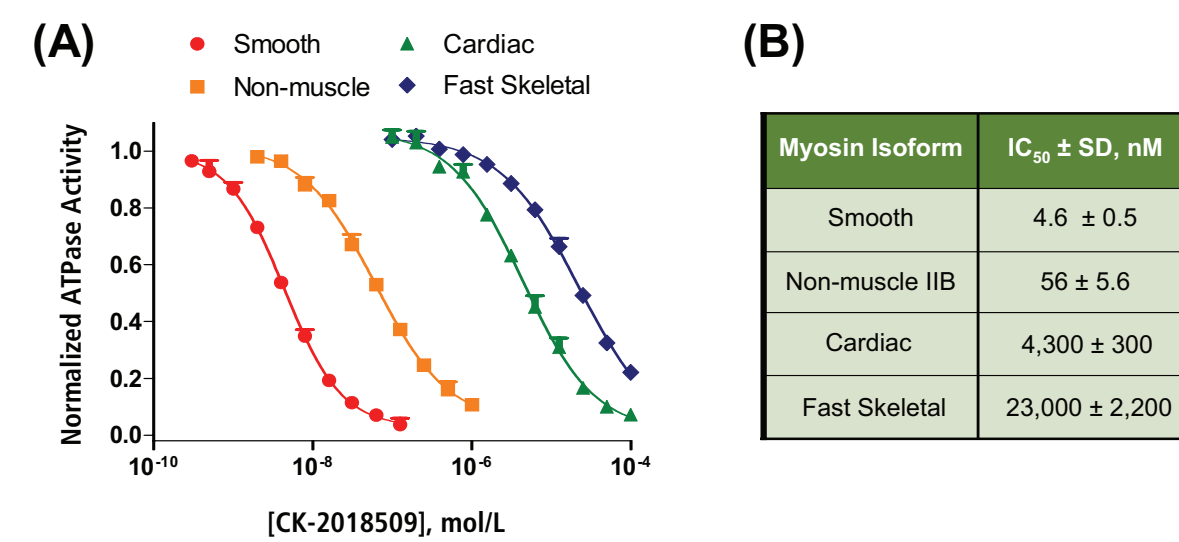 (A)
Smooth
Non-muscle
Cardiac
Fast Skeletal
Normalized ATPase Activity
1.0
0.8
0.6
0.4
0.2
0.0
10-10
10-8
10-6
10-4
[CK-2018509], mol/L
(B)
Myosin Isoform IC50 ± SD, nM
Smooth 4.6 ± 0.5
Non-muscle IIB 56 ± 5.6
Cardiac 4,300 ± 300
Fast Skeletal 23,000 ± 2,200